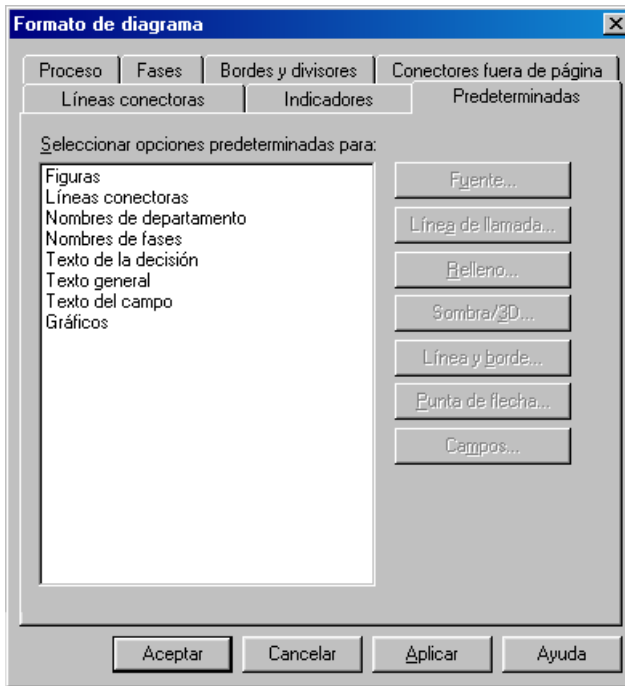 Formato de diagrama
Proceso Fases Bordes y divisores Conectores fuera de página
Líneas conectoras Indicadores Predeterminadas
Seleccionar opciones predeterminadas para:
Figuras
Líneas conectoras
Nombres de departamento
Nombres de fases
Texto de la decisión
Texto general
Texto del campo
Gráficos
Fuente...
Línea de llamada...
Relleno...
Sombra/3D...
Línea y borde...
Punta de flecha...
Campos...
Aceptar Cancelar Aplicar Ayuda